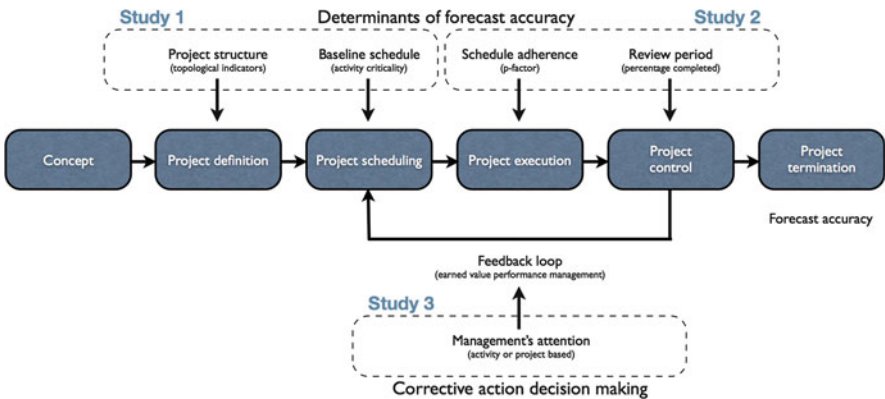 Study 1
Determinants of forecast accuracy
Study 2
Project structure
(topological indicators)
Baseline schedule
(activity criticality)
Schedule adherence
(p-factor)
Review period
(percentage completed)
Concept
Project definition
Project scheduling
Project execution
Project
control
Project
termination
Forecast accuracy
Feedback loop
(earned value performance management)
Study 3
Management's attention
(activity or project based)
Corrective action decision making